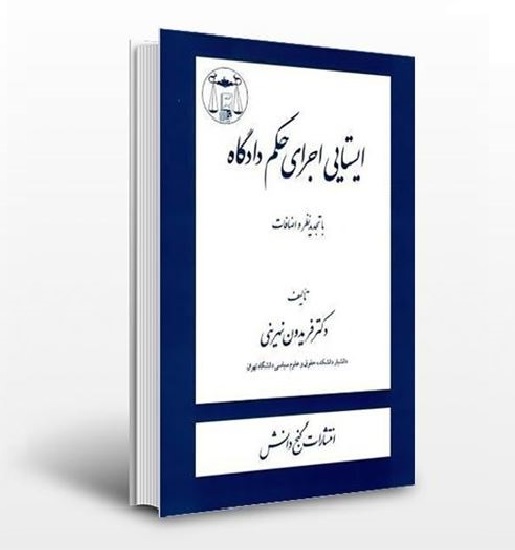 ایستایی اجرای حکم دادگاه
با تجدید نظر و اضافات
تالیف
دکتر فریدون نهرینی
دانشیار دانشکده حقوق و علوم سیاسی دانشگاه تهران
انتشارات گنج دانش